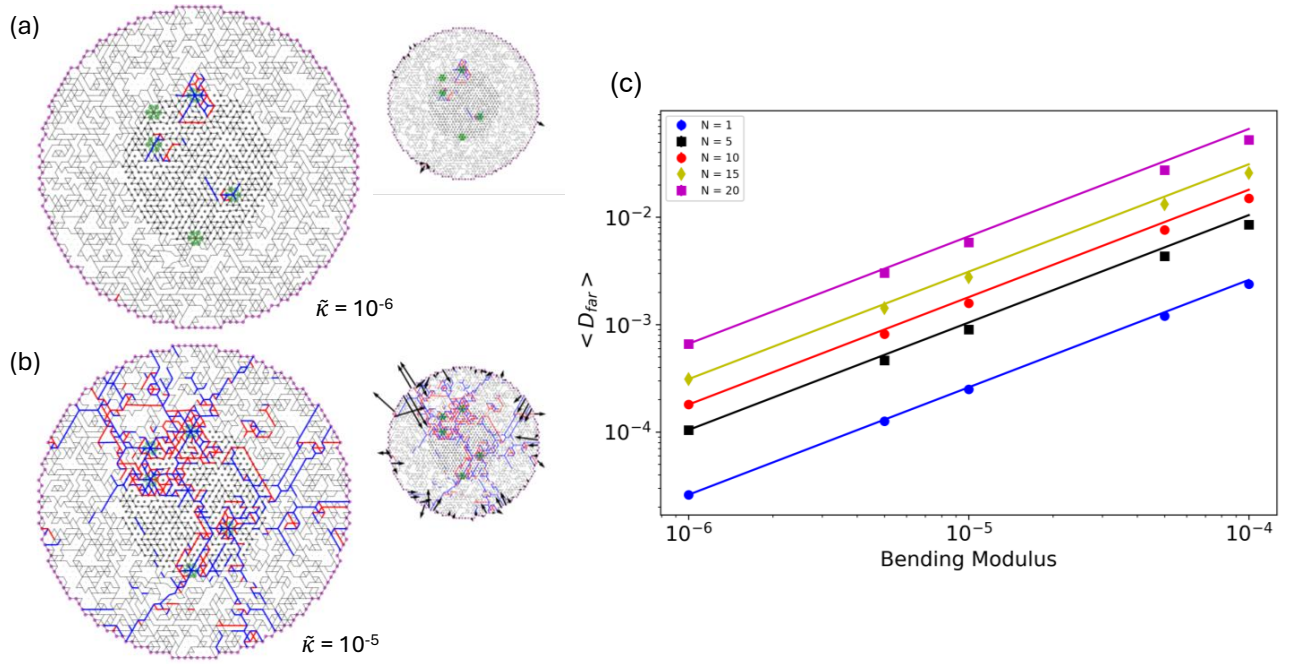 (a)
κ̃ = 10⁻⁶
(b)
κ̃ = 10⁻⁵
(c)
N = 1
N = 5
N = 10
N = 15
N = 20
10⁻²
10⁻³
10⁻⁴
< D_far >
10⁻⁶
10⁻⁵
10⁻⁴
Bending Modulus